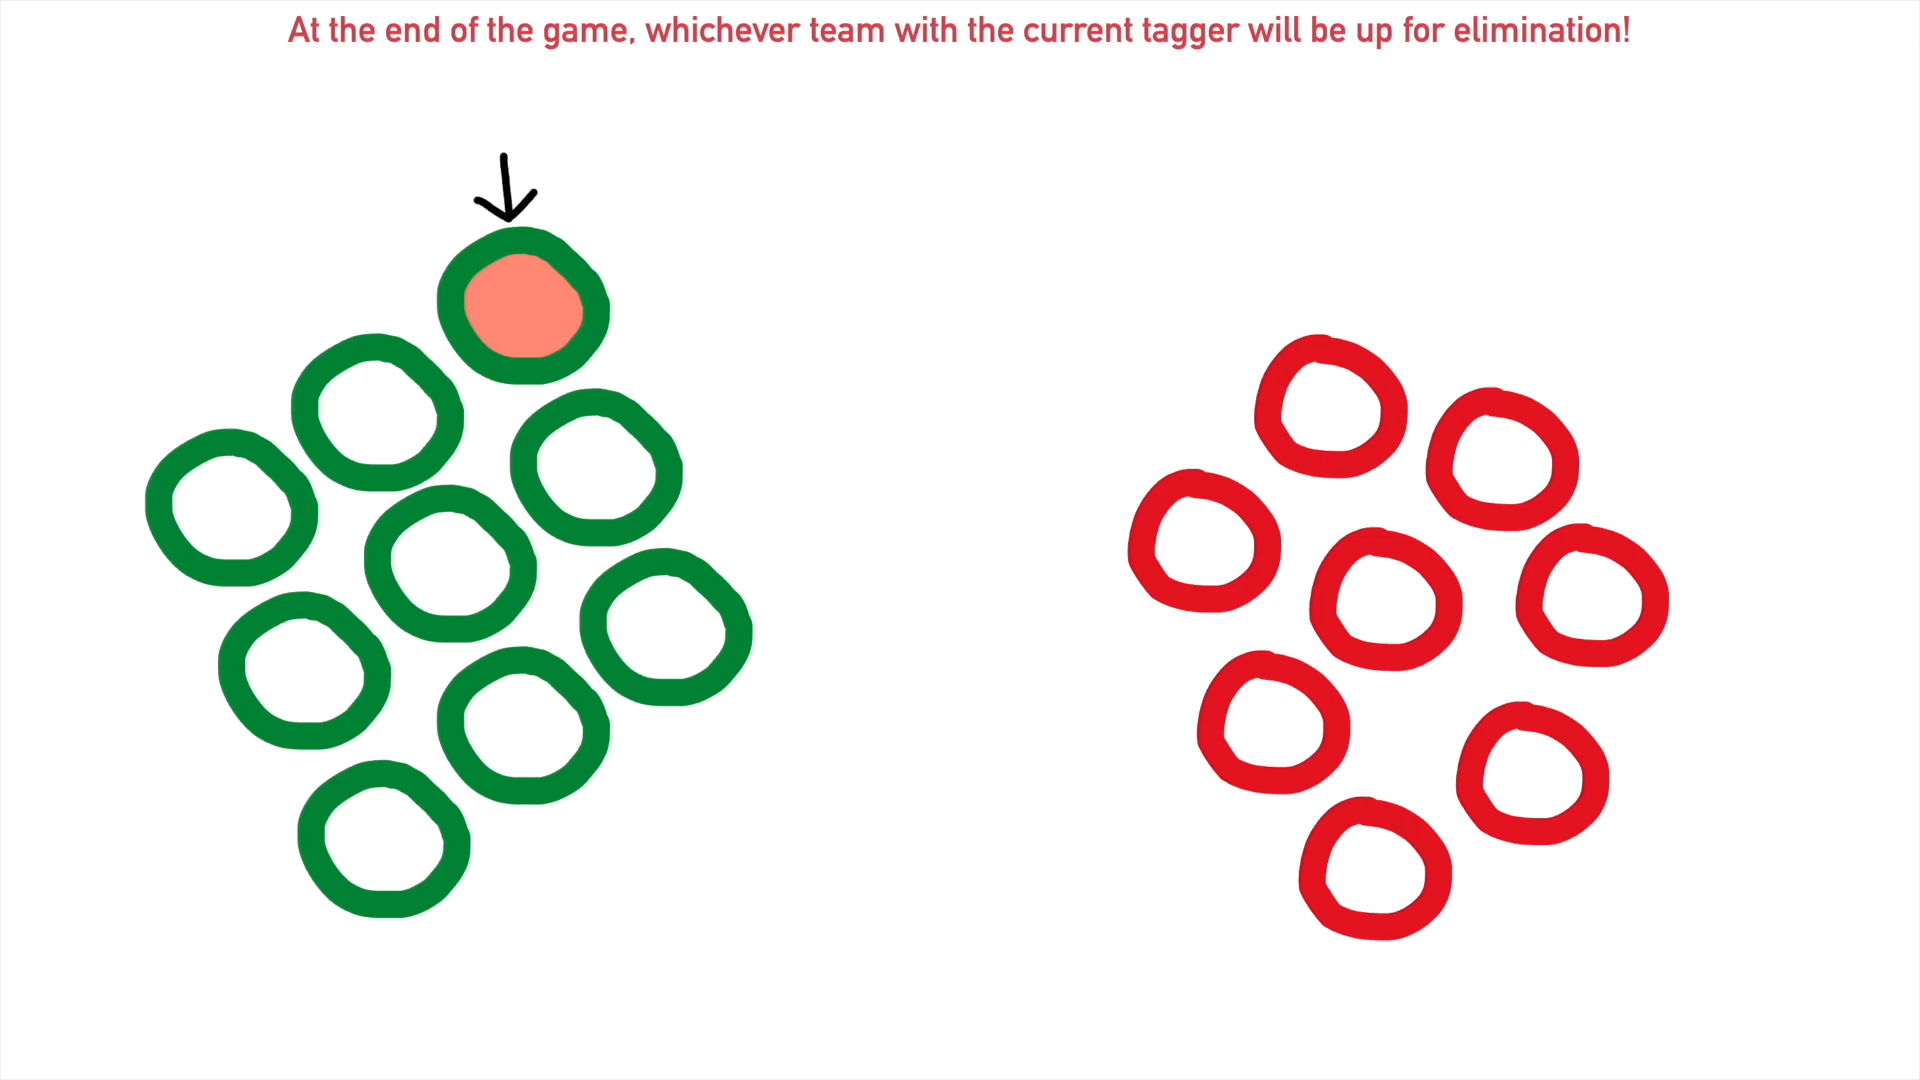 At the end of the game, whichever team with the current tagger will be up for elimination!